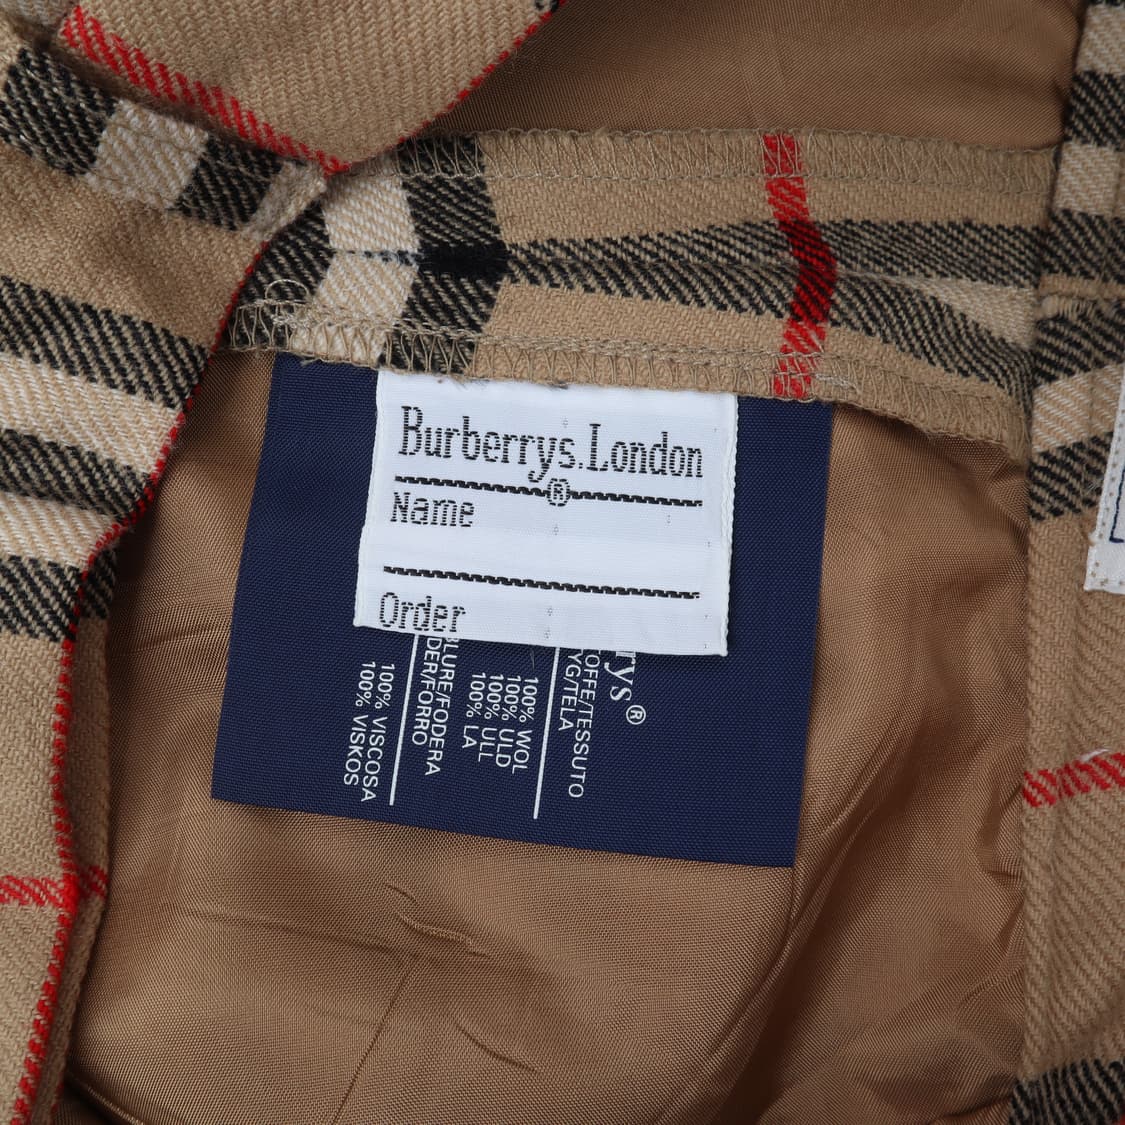 Burberrys.London
®
Name
Order
rys®
OFFE/TESSUTO
YG/TELA
100% WOL
100% ULD
100% ULL
100% LA
BLURE/FODERA
DER/FORRO
100% VISCOSA
100% VISKOS